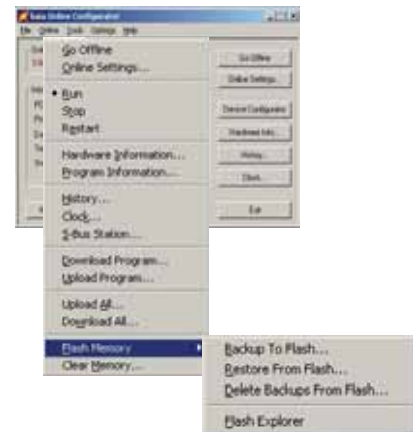 Saia Online Configurator
File Online Tools Settings Help
Go Offline
Online Settings...
Run
Stop
Restart
Hardware Information...
Program Information...
History...
Clock...
S-Bus Station...
Download Program...
Upload Program...
Upload All...
Download All...
Flash Memory
Clear Memory...
Backup To Flash...
Restore From Flash...
Delete Backups From Flash...
Flash Explorer
Go Offline
Online Settings...
Device Configurator
Hardware Info...
History...
Clock...
Exit